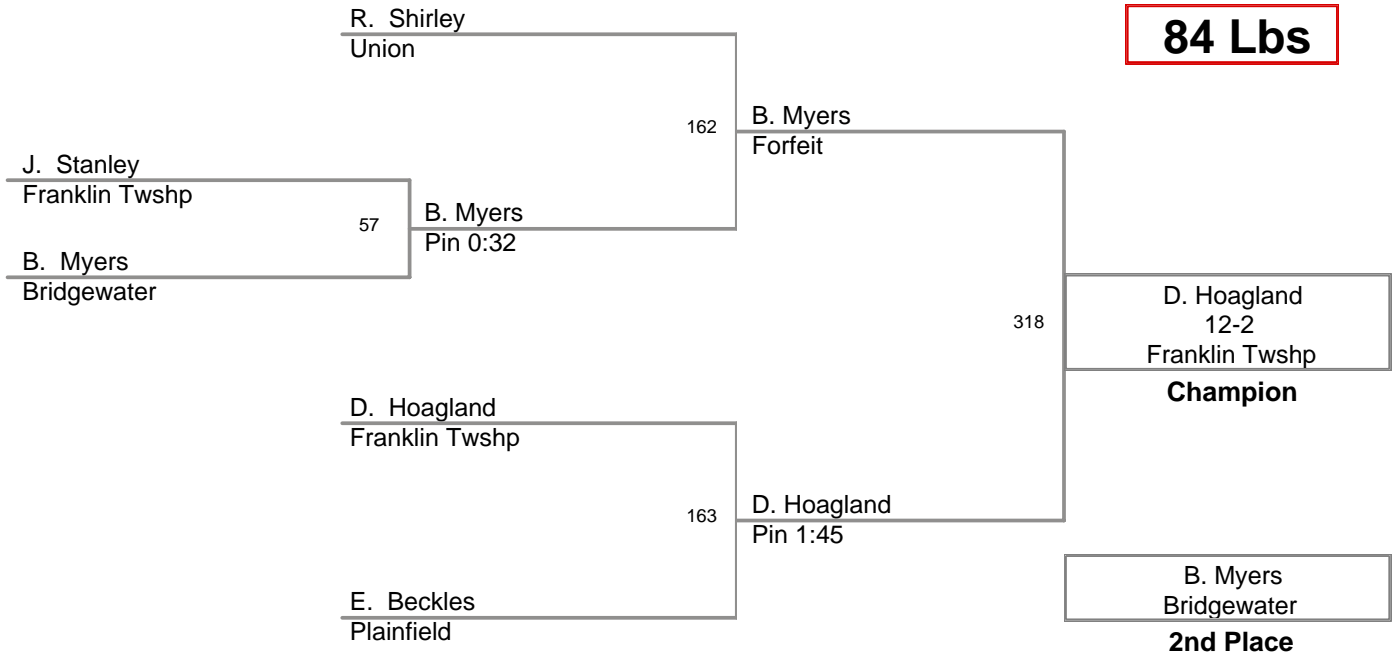 R. Shirley
Union
84 Lbs
162
B. Myers
Forfeit
J. Stanley
Franklin Twshp
57
B. Myers
Pin 0:32
B. Myers
Bridgewater
318
D. Hoagland
12-2
Franklin Twshp
Champion
D. Hoagland
Franklin Twshp
163
D. Hoagland
Pin 1:45
E. Beckles
Plainfield
B. Myers
Bridgewater
2nd Place